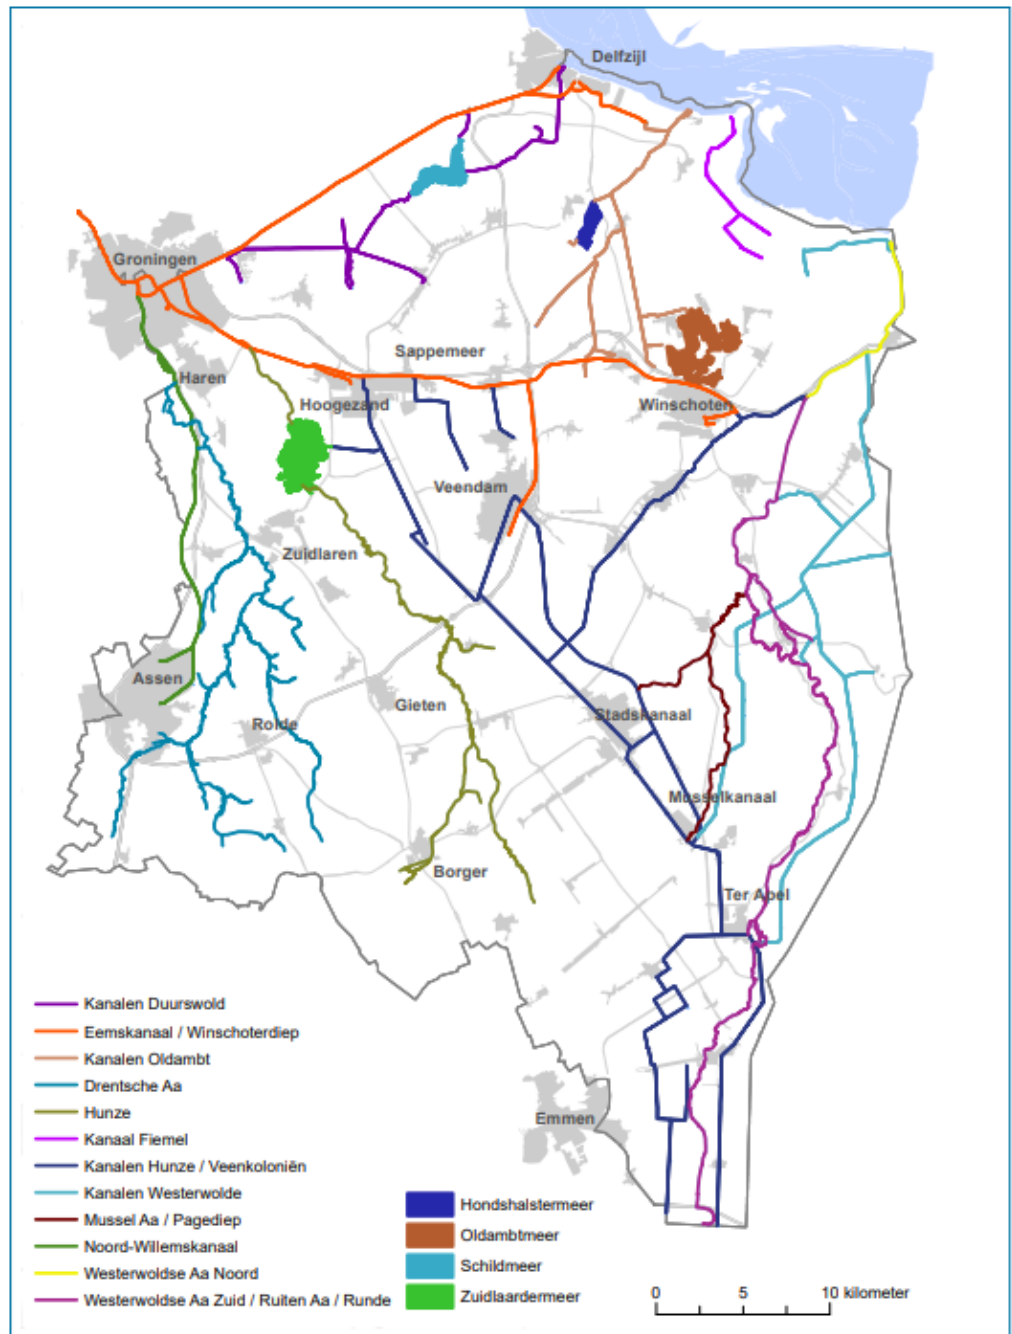 Delfzijl
Groningen
Sappemeer
Haren
Hoogezand
Winschoten
Veendam
Zuidlaren
Assen
Gieten
Stadskanaal
Rolde
Musselkanaal
Borger
Ter Apel
Emmen
Kanalen Duurswold
Eemskanaal / Winschoterdiep
Kanalen Oldambt
Drentsche Aa
Hunze
Kanaal Fiemel
Kanalen Hunze / Veenkoloniën
Kanalen Westerwolde
Mussel Aa / Pagediep
Noord-Willemskanaal
Westerwoldse Aa Noord
Westerwoldse Aa Zuid / Ruiten Aa / Runde
Hondshalstermeer
Oldambtmeer
Schildmeer
Zuidlaardermeer
0 5 10 kilometer